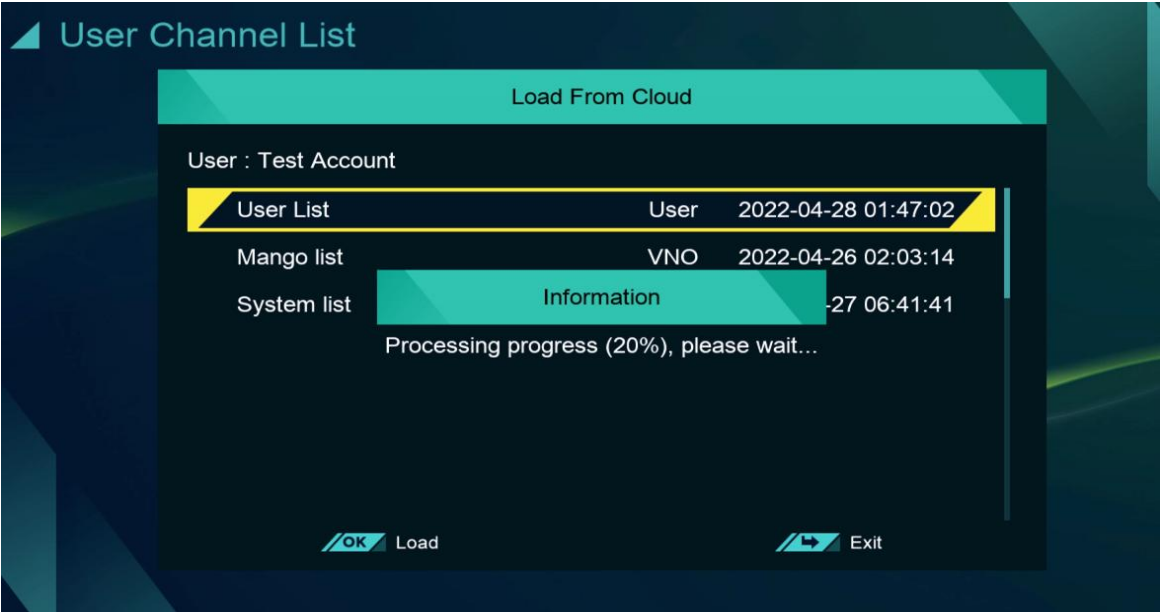 User Channel List
Load From Cloud
User : Test Account
User List User 2022-04-28 01:47:02
Mango list VNO 2022-04-26 02:03:14
System list -27 06:41:41
Information
Processing progress (20%), please wait...
OK Load Exit